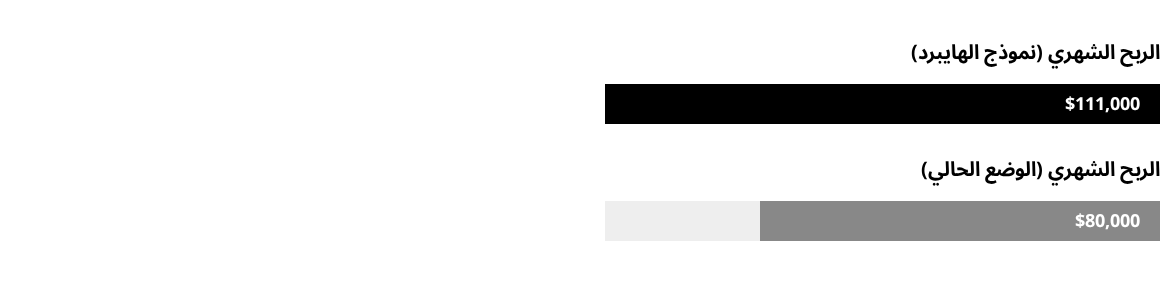 الربح الشهري (نموذج الهايبرد)
$111,000
الربح الشهري (الوضع الحالي)
$80,000